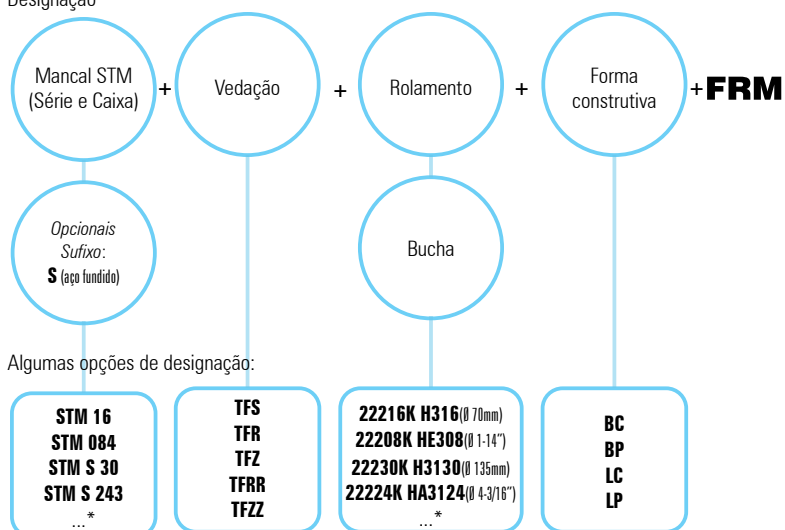 Designação
Mancal STM
(Série e Caixa)
+
Vedação
+
Rolamento
+
Forma
construtiva
+FRM
Opcionais
Sufixo:
S (aço fundido)
Bucha
Algumas opções de designação:
STM 16
STM 084
STM S 30
STM S 243
...*
TFS
TFR
TFZ
TFRR
TFZZ
22216K H316(Ø 70mm)
22208K HE308(Ø 1-14")
22230K H3130(Ø 135mm)
22224K HA3124(Ø 4-3/16")
...*
BC
BP
LC
LP